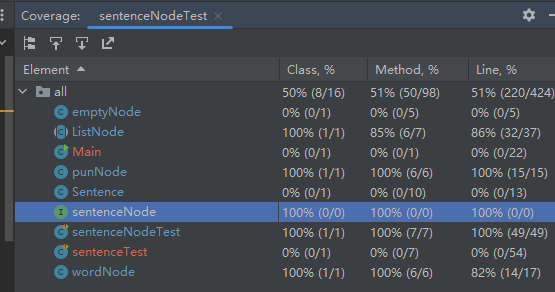 Coverage: sentenceNodeTest
Element Class, % Method, % Line, %
all 50% (8/16) 51% (50/98) 51% (220/424)
emptyNode 0% (0/1) 0% (0/5) 0% (0/5)
ListNode 100% (1/1) 85% (6/7) 86% (32/37)
Main 0% (0/1) 0% (0/1) 0% (0/22)
punNode 100% (1/1) 100% (6/6) 100% (15/15)
Sentence 0% (0/1) 0% (0/10) 0% (0/13)
sentenceNode 100% (0/0) 100% (0/0) 100% (0/0)
sentenceNodeTest 100% (1/1) 100% (7/7) 100% (49/49)
sentenceTest 0% (0/1) 0% (0/7) 0% (0/54)
wordNode 100% (1/1) 100% (6/6) 82% (14/17)